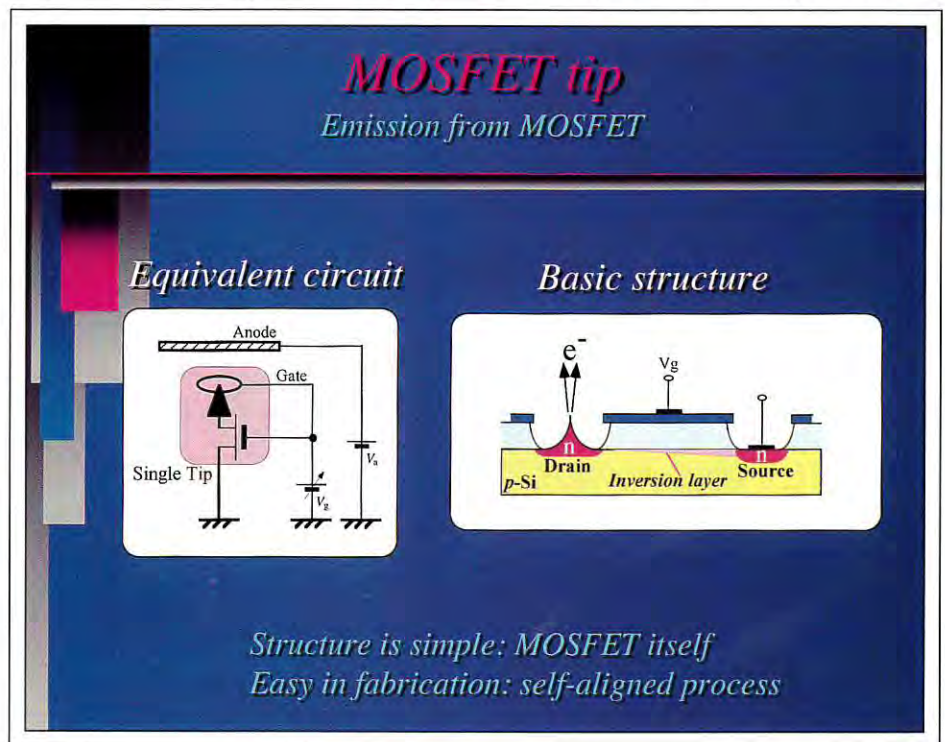 MOSFET tip
Emission from MOSFET
Equivalent circuit
Anode
Gate
Single Tip
Va
Vg
Basic structure
e-
Vg
n
Drain
n
Source
p-Si
Inversion layer
Structure is simple: MOSFET itself
Easy in fabrication: self-aligned process